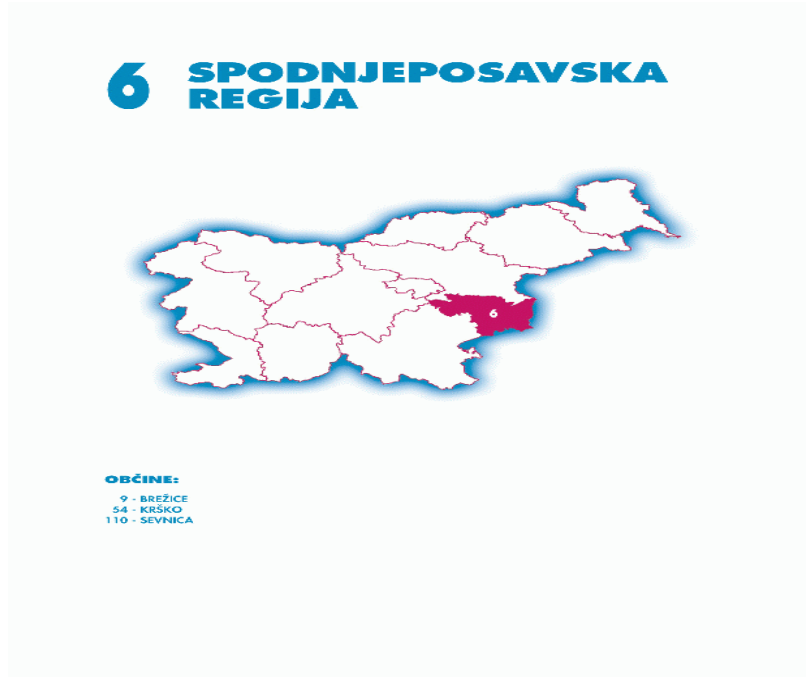 6 SPODNJEPOSAVSKA
REGIJA
6
OBČINE:
9 - BREŽICE
54 - KRŠKO
110 - SEVNICA